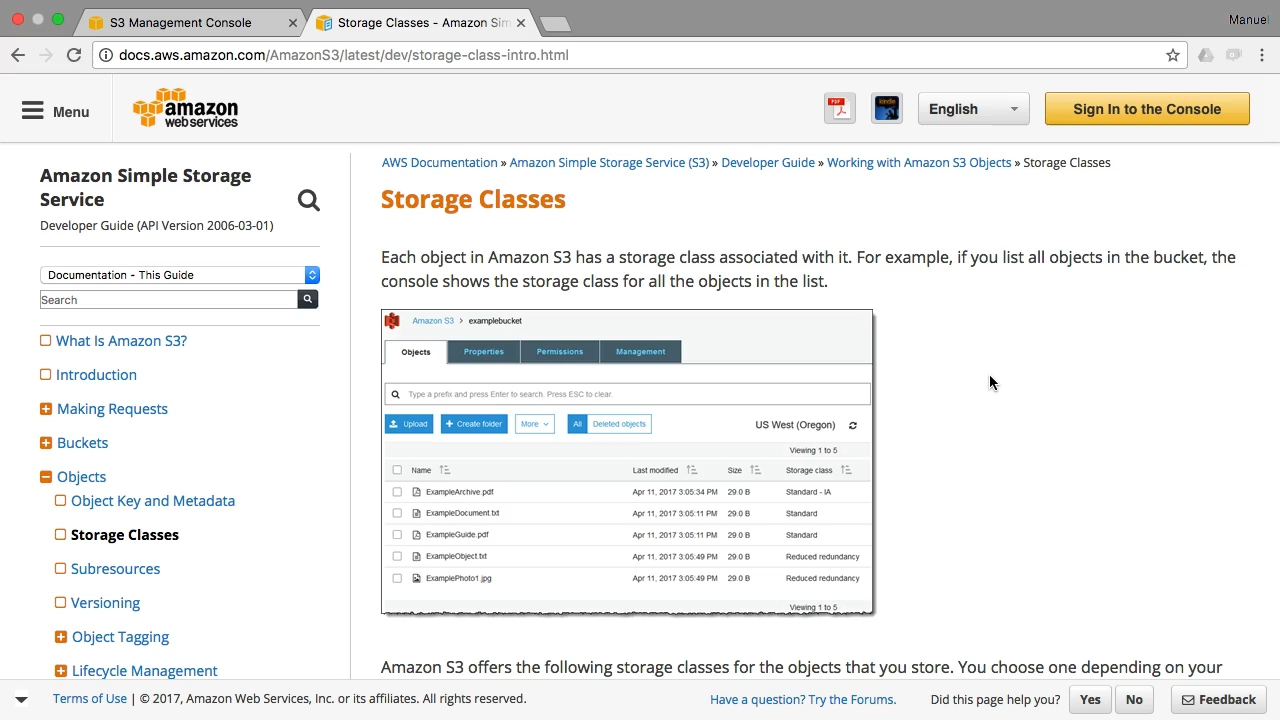 S3 Management Console
Storage Classes - Amazon Sim
Manuel
docs.aws.amazon.com/AmazonS3/latest/dev/storage-class-intro.html
Menu
amazon
web services
PDF
kindle
English
Sign In to the Console
Amazon Simple Storage
Service
Developer Guide (API Version 2006-03-01)
Documentation - This Guide
Search
What Is Amazon S3?
Introduction
Making Requests
Buckets
Objects
Object Key and Metadata
Storage Classes
Subresources
Versioning
Object Tagging
Lifecycle Management
AWS Documentation » Amazon Simple Storage Service (S3) » Developer Guide » Working with Amazon S3 Objects » Storage Classes
Storage Classes
Each object in Amazon S3 has a storage class associated with it. For example, if you list all objects in the bucket, the
console shows the storage class for all the objects in the list.
Amazon S3 > examplebucket
Objects Properties Permissions Management
Type a prefix and press Enter to search. Press ESC to clear.
Upload + Create folder More All Deleted objects US West (Oregon)
Viewing 1 to 5
Name Last modified Size Storage class
ExampleArchive.pdf Apr 11, 2017 3:05:34 PM 29.0 B Standard - IA
ExampleDocument.txt Apr 11, 2017 3:05:11 PM 29.0 B Standard
ExampleGuide.pdf Apr 11, 2017 3:05:11 PM 29.0 B Standard
ExampleObject.txt Apr 11, 2017 3:05:49 PM 29.0 B Reduced redundancy
ExamplePhoto1.jpg Apr 11, 2017 3:05:49 PM 29.0 B Reduced redundancy
Viewing 1 to 5
Amazon S3 offers the following storage classes for the objects that you store. You choose one depending on your
Terms of Use | © 2017, Amazon Web Services, Inc. or its affiliates. All rights reserved.
Have a question? Try the Forums.
Did this page help you? Yes No
Feedback